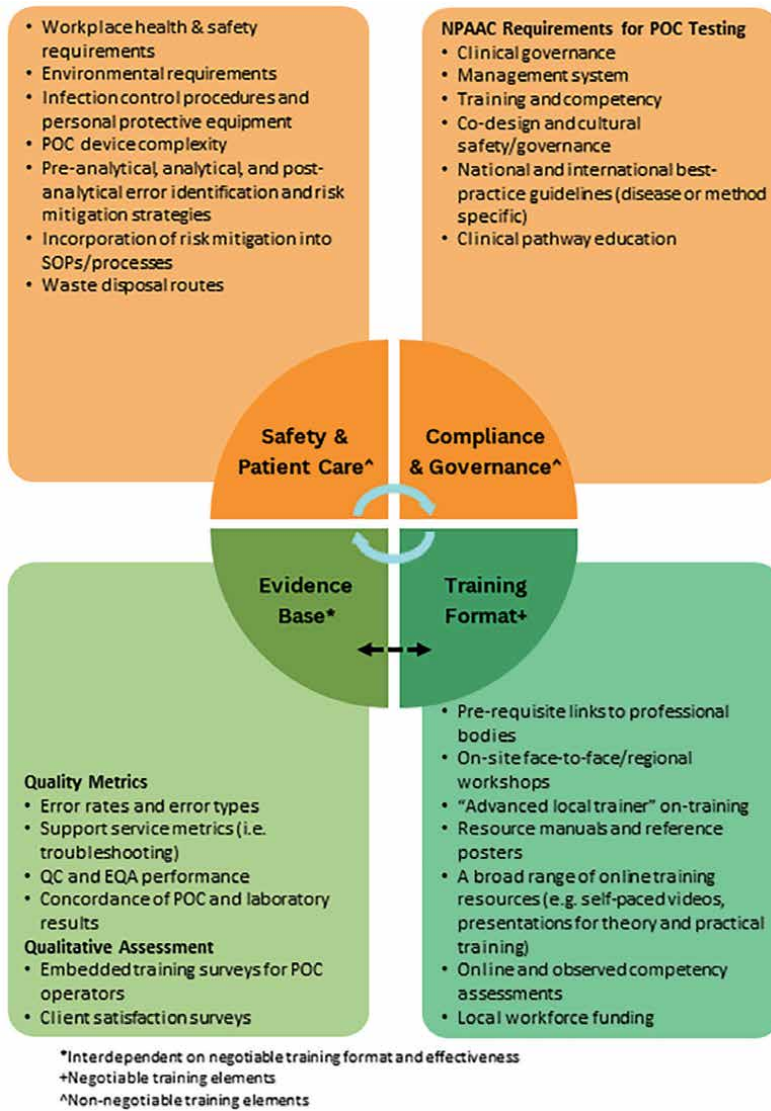 • Workplace health & safety
requirements
• Environmental requirements
• Infection control procedures and
personal protective equipment
• POC device complexity
• Pre-analytical, analytical, and post-
analytical error identification and risk
mitigation strategies
• Incorporation of risk mitigation into
SOPs/processes
• Waste disposal routes
NPAAC Requirements for POC Testing
• Clinical governance
• Management system
• Training and competency
• Co-design and cultural
safety/governance
• National and international best-
practice guidelines (disease or method
specific)
• Clinical pathway education
Safety &
Patient Care^
Compliance
& Governance^
Evidence
Base*
Training
Format+
Quality Metrics
• Error rates and error types
• Support service metrics (i.e.
troubleshooting)
• QC and EQA performance
• Concordance of POC and laboratory
results
Qualitative Assessment
• Embedded training surveys for POC
operators
• Client satisfaction surveys
• Pre-requisite links to professional
bodies
• On-site face-to-face/regional
workshops
• “Advanced local trainer” on-training
• Resource manuals and reference
posters
• A broad range of online training
resources (e.g. self-paced videos,
presentations for theory and practical
training)
• Online and observed competency
assessments
• Local workforce funding
*Interdependent on negotiable training format and effectiveness
+Negotiable training elements
^Non-negotiable training elements